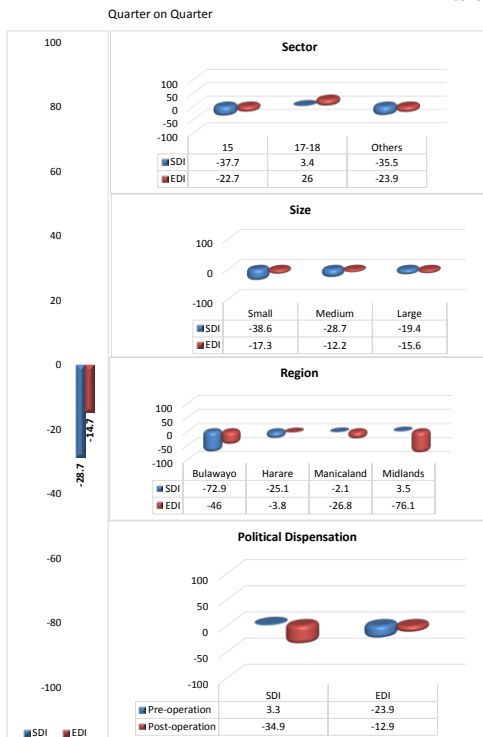 Quarter on Quarter
100
80
60
40
20
0
-20
-40
-60
-80
-100
-28.7
-14.7
SDI EDI
Sector
100
50
0
-50
-100
15 17-18 Others
SDI -37.7 3.4 -35.5
EDI -22.7 26 -23.9
Size
100
0
-100
Small Medium Large
SDI -38.6 -28.7 -19.4
EDI -17.3 -12.2 -15.6
Region
100
50
0
-50
-100
Bulawayo Harare Manicaland Midlands
SDI -72.9 -25.1 -2.1 3.5
EDI -46 -3.8 -26.8 -76.1
Political Dispensation
100
50
0
-50
-100
SDI EDI
Pre-operation 3.3 -23.9
Post-operation -34.9 -12.9